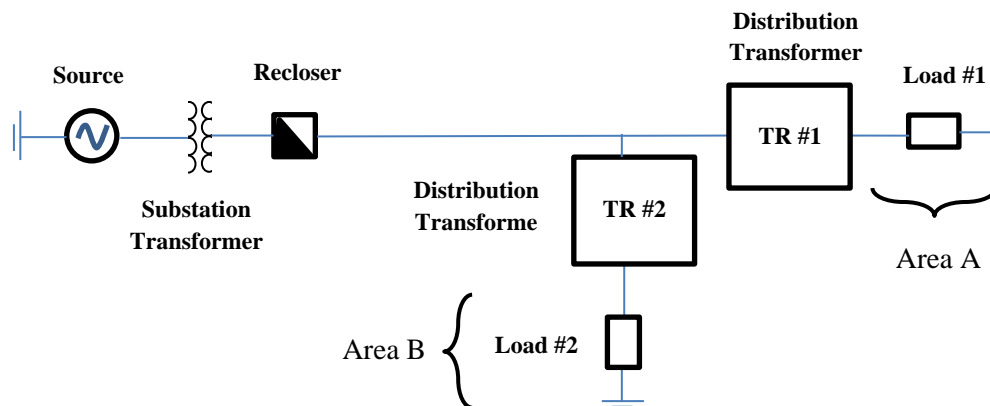 Source
Substation
Transformer
Recloser
Distribution
Transformer
TR #1
Load #1
Area A
Distribution
Transforme
TR #2
Load #2
Area B